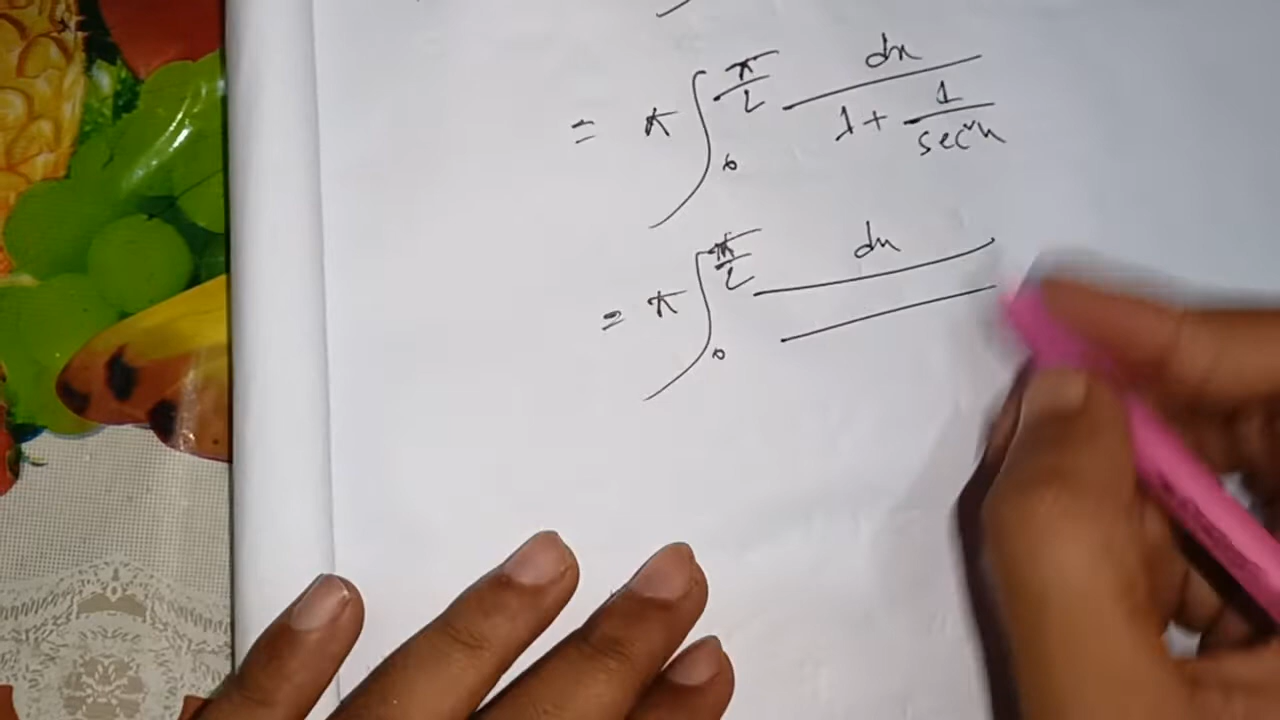 = π ∫₀^(π/2) dx / (1 + 1/sec²x)
= π ∫₀^(π/2) dx /